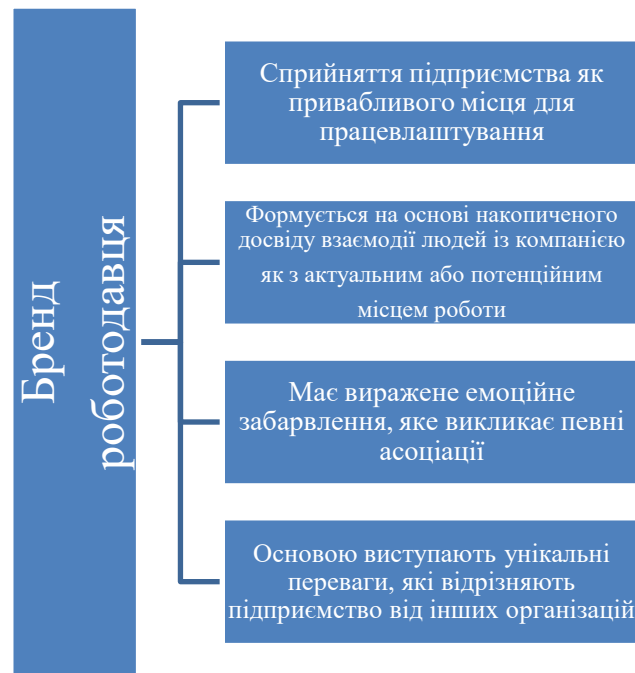 Бренд
роботодавця
Сприйняття підприємства як
привабливого місця для
працевлаштування
Формується на основі накопиченого
досвіду взаємодії людей із компанією
як з актуальним або потенційним
місцем роботи
Має виражене емоційне
забарвлення, яке викликає певні
асоціації
Основою виступають унікальні
переваги, які відрізняють
підприємство від інших організацій